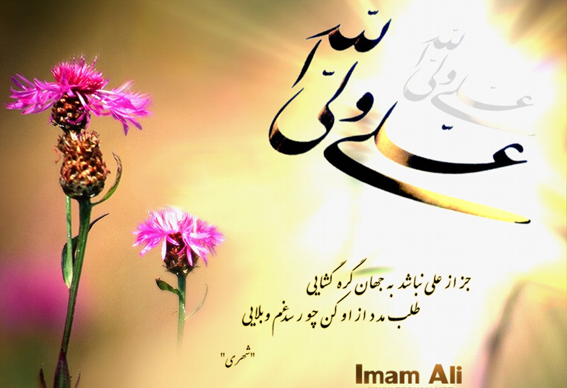 علی ولی الله
علی ولی الله
جز از علی نباشد به جهان گره گشایی
طلب مدد از او کن چو رسد غم و بلایی
"شهری"
Imam Ali